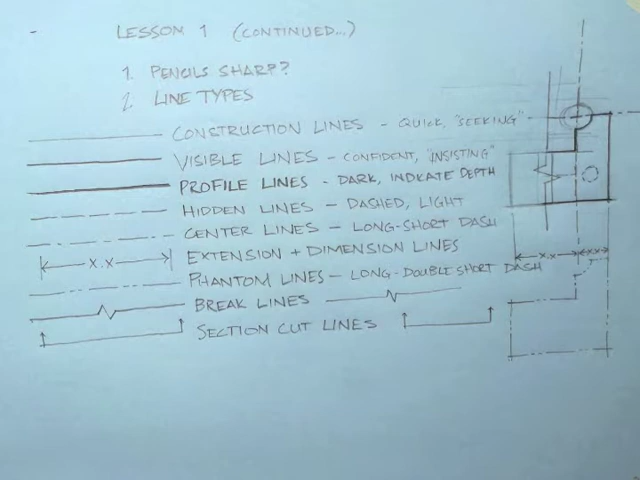 LESSON 1 (CONTINUED...)
1. PENCILS SHARP?
2. LINE TYPES
CONSTRUCTION LINES - QUICK, "SEEKING"
VISIBLE LINES - CONFIDENT, "INSISTING"
PROFILE LINES - DARK, INDICATE DEPTH
HIDDEN LINES - DASHED, LIGHT
CENTER LINES - LONG-SHORT DASH
X.X EXTENSION + DIMENSION LINES X.X X.X
PHANTOM LINES - LONG-DOUBLE SHORT DASH
BREAK LINES
SECTION CUT LINES